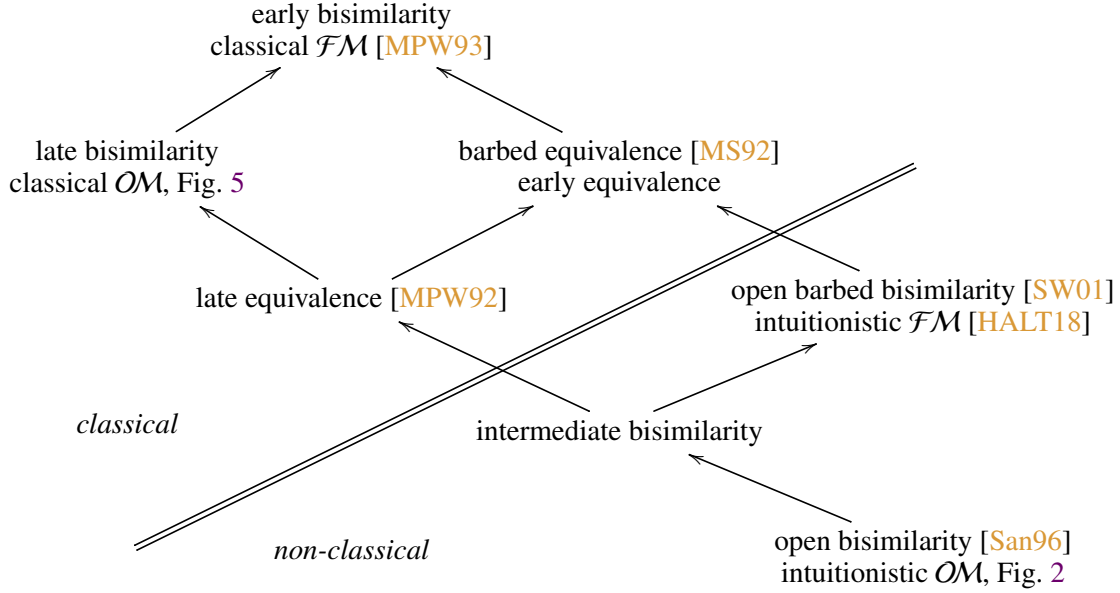 early bisimilarity
classical ℱℳ [MPW93]
late bisimilarity
classical 𝒪ℳ, Fig. 5
barbed equivalence [MS92]
early equivalence
late equivalence [MPW92]
open barbed bisimilarity [SW01]
intuitionistic ℱℳ [HALT18]
classical
intermediate bisimilarity
non-classical
open bisimilarity [San96]
intuitionistic 𝒪ℳ, Fig. 2